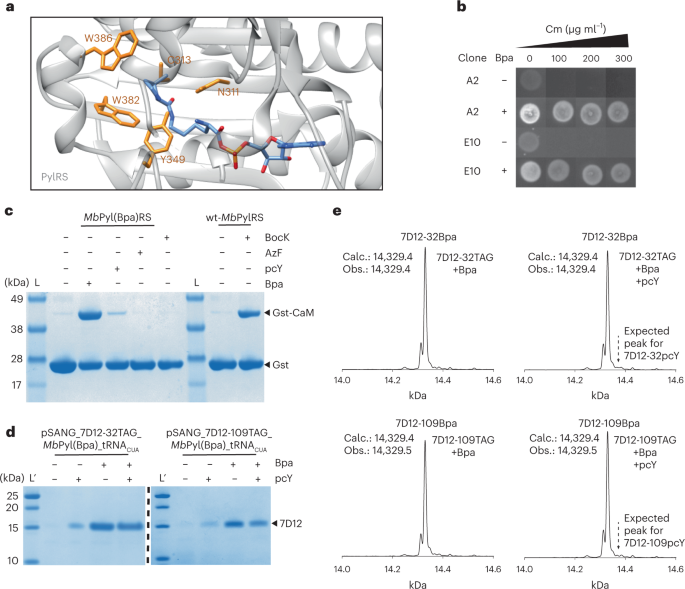 a
W386
C313
N311
W382
Y349
PylRS
b
Cm (µg ml−1)
Clone Bpa 0 100 200 300
A2 −
A2 +
E10 −
E10 +
c
MbPyl(Bpa)RS wt-MbPylRS
− − − − + − + BocK
− − − + − − − AzF
− − + − − − − pcY
(kDa) L − + − − − L − − Bpa
49
38
28
17
Gst-CaM
Gst
d
pSANG_7D12-32TAG_
MbPyl(Bpa)_tRNACUA
pSANG_7D12-109TAG_
MbPyl(Bpa)_tRNACUA
− − + + − − + + Bpa
(kDa) L′ − + − + L′ − + − + pcY
25
20
15
10
7D12
e
7D12-32Bpa
Calc.: 14,329.4
Obs.: 14,329.4
7D12-32TAG
+Bpa
14.0 14.2 14.4 14.6
kDa
7D12-32Bpa
Calc.: 14,329.4
Obs.: 14,329.4
7D12-32TAG
+Bpa
+pcY
Expected
peak for
7D12-32pcY
14.0 14.2 14.4 14.6
kDa
7D12-109Bpa
Calc.: 14,329.4
Obs.: 14,329.5
7D12-109TAG
+Bpa
14.0 14.2 14.4 14.6
kDa
7D12-109Bpa
Calc.: 14,329.4
Obs.: 14,329.5
7D12-109TAG
+Bpa
+pcY
Expected
peak for
7D12-109pcY
14.0 14.2 14.4 14.6
kDa